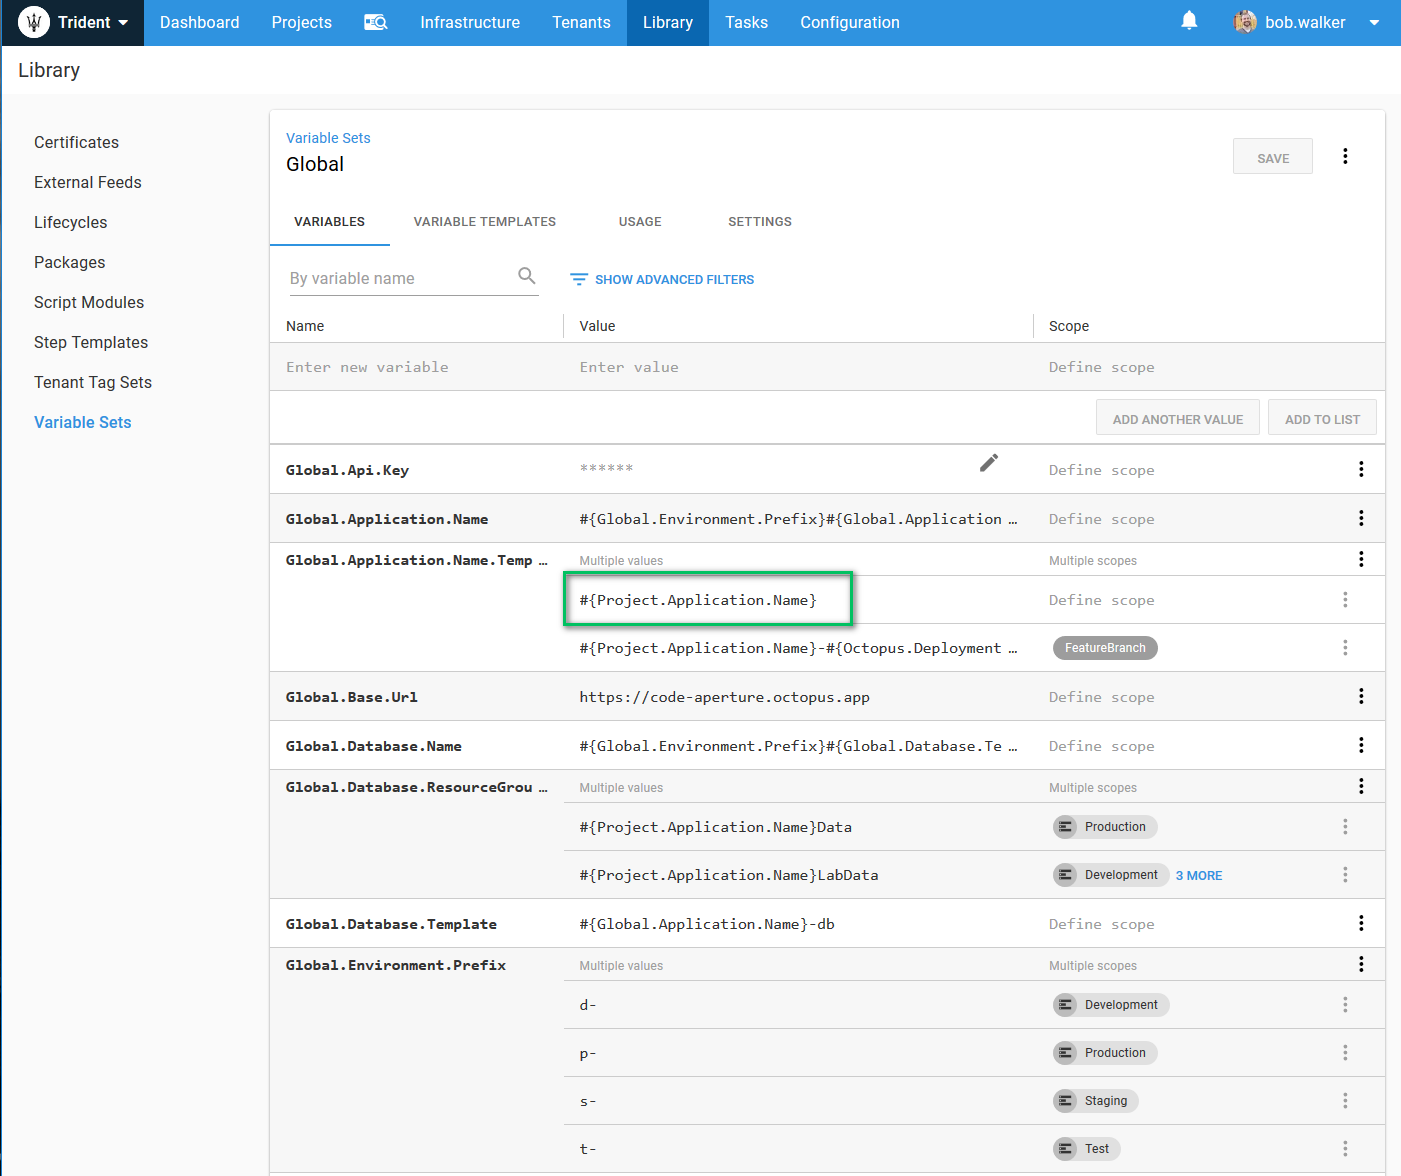 Trident Dashboard Projects Infrastructure Tenants Library Tasks Configuration bob.walker
Library
Certificates
External Feeds
Lifecycles
Packages
Script Modules
Step Templates
Tenant Tag Sets
Variable Sets
Variable Sets
Global
SAVE
VARIABLES VARIABLE TEMPLATES USAGE SETTINGS
By variable name SHOW ADVANCED FILTERS
Name Value Scope
Enter new variable Enter value Define scope
ADD ANOTHER VALUE ADD TO LIST
Global.Api.Key ****** Define scope
Global.Application.Name #{Global.Environment.Prefix}#{Global.Application … Define scope
Global.Application.Name.Temp … Multiple values Multiple scopes
#{Project.Application.Name} Define scope
#{Project.Application.Name}-#{Octopus.Deployment … FeatureBranch
Global.Base.Url https://code-aperture.octopus.app Define scope
Global.Database.Name #{Global.Environment.Prefix}#{Global.Database.Te … Define scope
Global.Database.ResourceGrou … Multiple values Multiple scopes
#{Project.Application.Name}Data Production
#{Project.Application.Name}LabData Development 3 MORE
Global.Database.Template #{Global.Application.Name}-db Define scope
Global.Environment.Prefix Multiple values Multiple scopes
d- Development
p- Production
s- Staging
t- Test